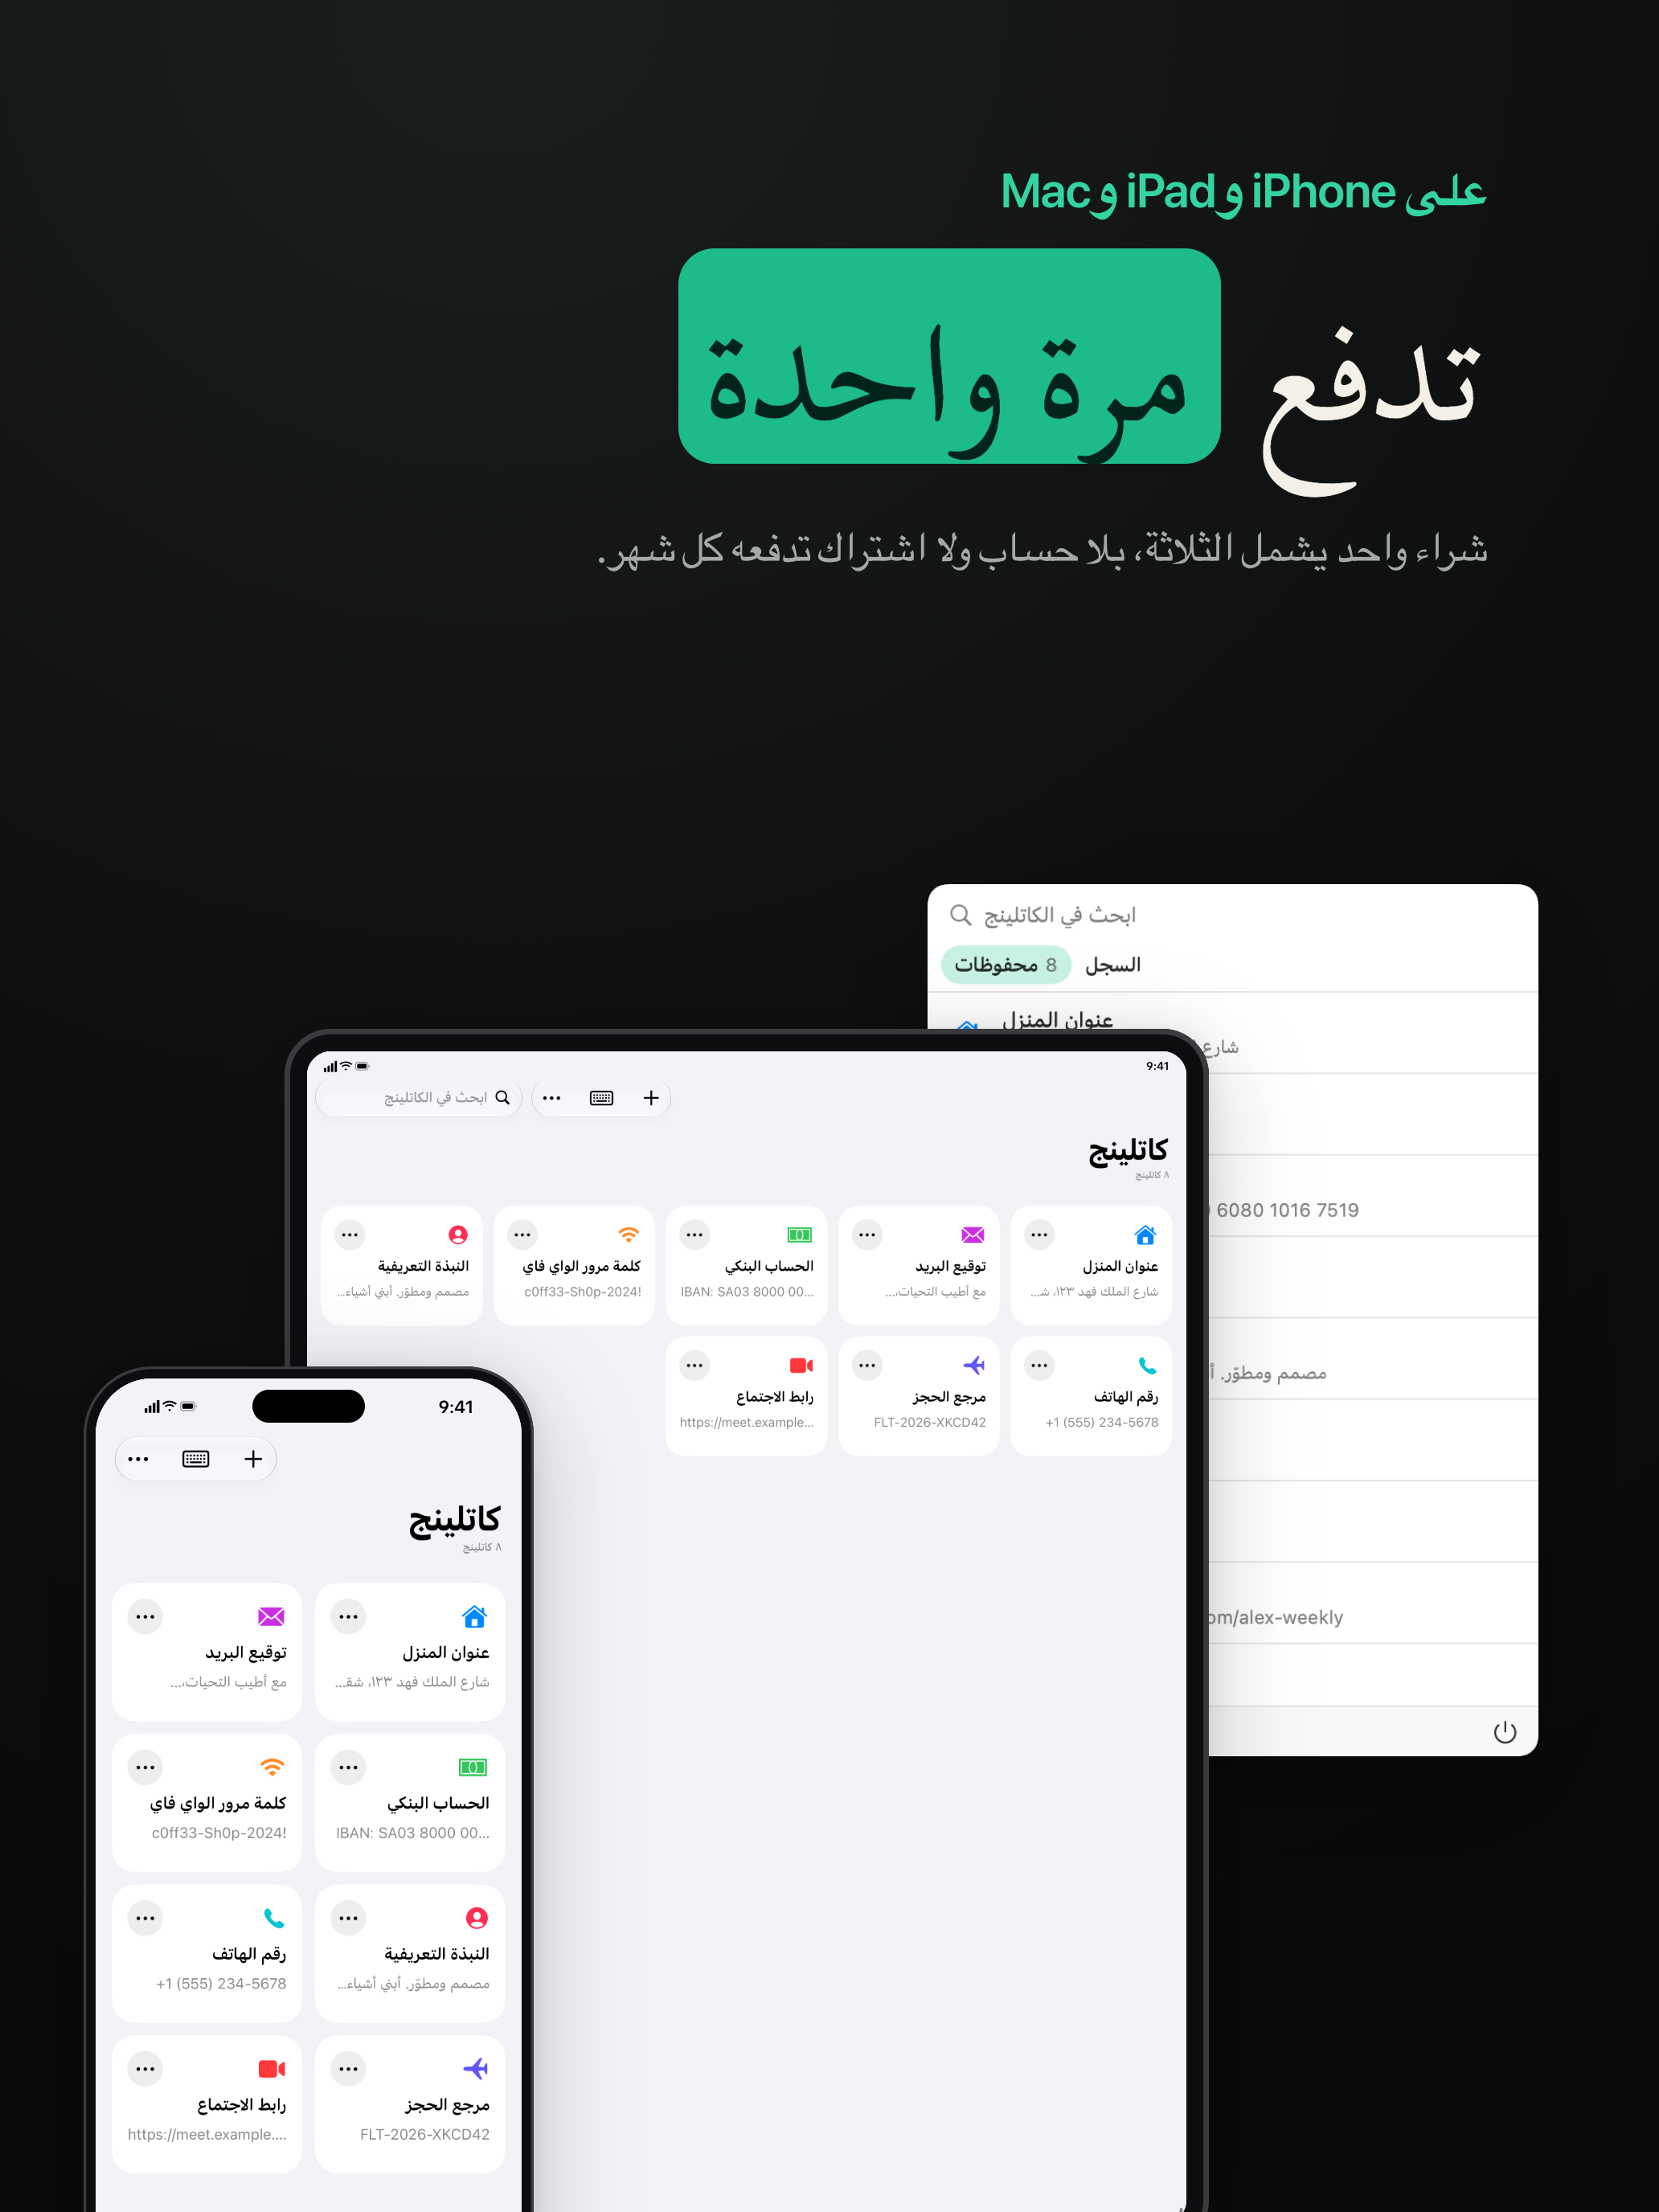 على iPhone وiPad وMac
تدفع مرة واحدة
شراء واحد يشمل الثلاثة، بلا حساب ولا اشتراك تدفعه كل شهر.
ابحث في الكاتلينج
محفوظات 8 السجل
عنوان المنزل
شارع
6080 1016 7519
مصمم ومطوّر.
om/alex-weekly
9:41
ابحث في الكاتلينج
كاتلينج
٨ كاتلينج
عنوان المنزل
شارع الملك فهد ١٢٣، شـ...
توقيع البريد
مع أطيب التحيات،...
الحساب البنكي
IBAN: SA03 8000 00...
كلمة مرور الواي فاي
c0ff33-Sh0p-2024!
النبذة التعريفية
مصمم ومطوّر. أبني أشياء...
رقم الهاتف
+1 (555) 234-5678
مرجع الحجز
FLT-2026-XKCD42
رابط الاجتماع
https://meet.example...
9:41
كاتلينج
٨ كاتلينج
عنوان المنزل
شارع الملك فهد ١٢٣، شقـ...
توقيع البريد
مع أطيب التحيات،...
الحساب البنكي
IBAN: SA03 8000 00...
كلمة مرور الواي فاي
c0ff33-Sh0p-2024!
النبذة التعريفية
مصمم ومطوّر. أبني أشياء...
رقم الهاتف
+1 (555) 234-5678
مرجع الحجز
FLT-2026-XKCD42
رابط الاجتماع
https://meet.example....